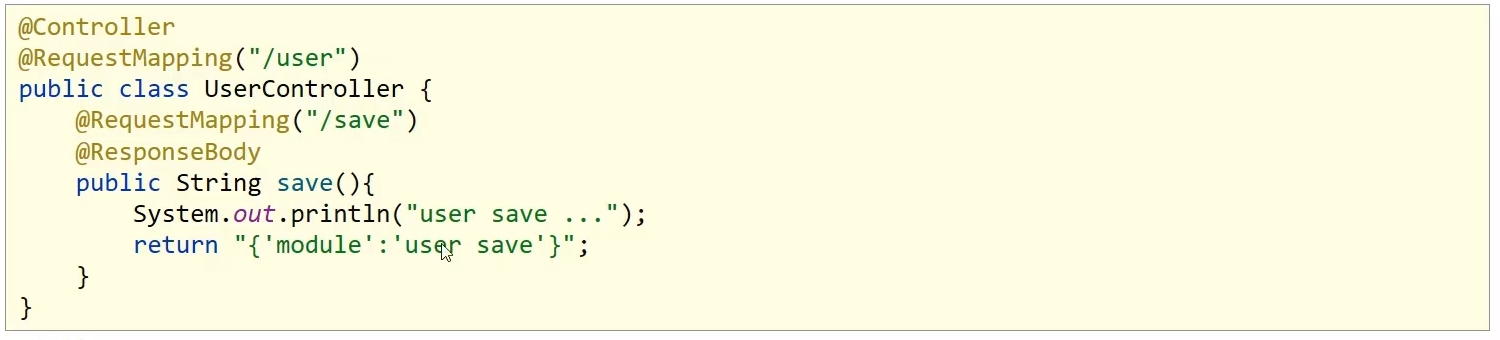 @Controller
@RequestMapping("/user")
public class UserController {
    @RequestMapping("/save")
    @ResponseBody
    public String save(){
        System.out.println("user save ...");
        return "{'module':'user save'}";
    }
}